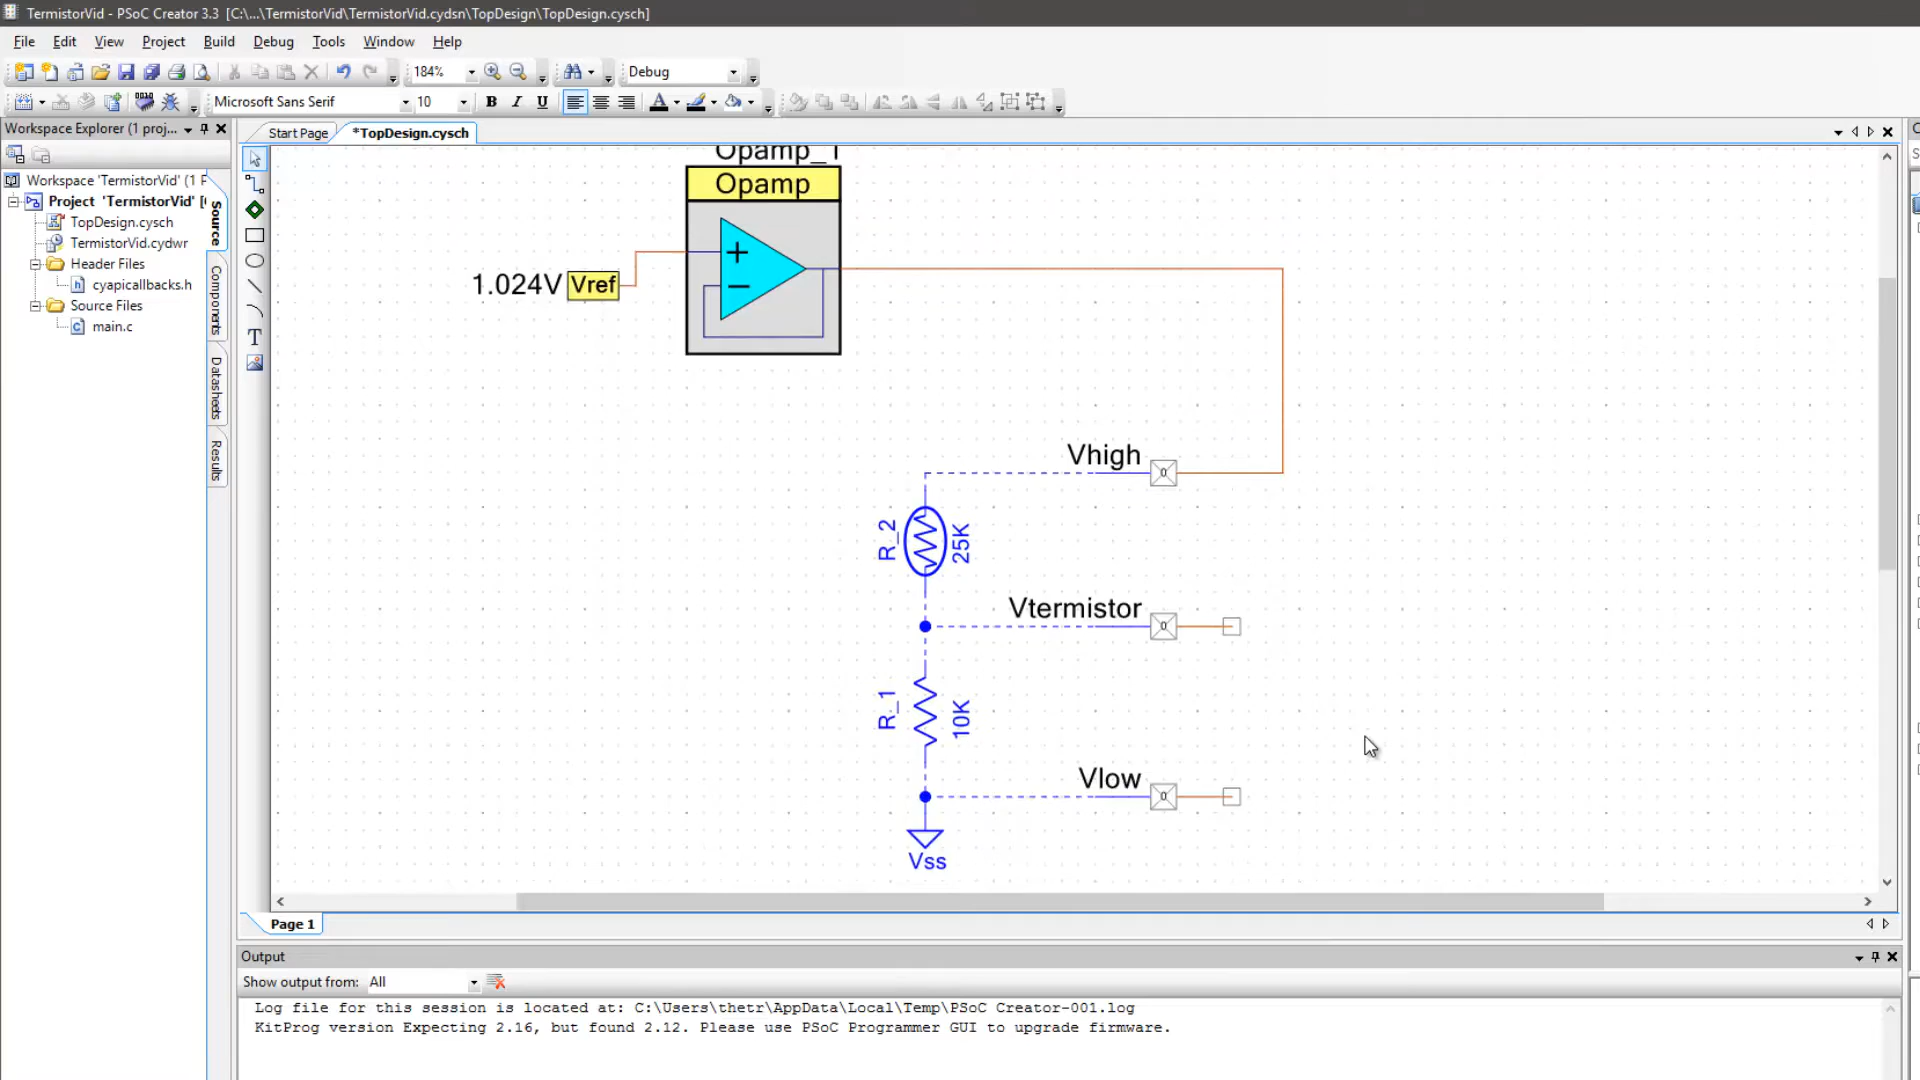 TermistorVid - PSoC Creator 3.3 [C:\...\TermistorVid\TermistorVid.cydsn\TopDesign\TopDesign.cysch]
File Edit View Project Build Debug Tools Window Help
184% Debug
Microsoft Sans Serif 10 B I U A
Workspace Explorer (1 proj...
Start Page *TopDesign.cysch
Workspace 'TermistorVid' (1 P
Project 'TermistorVid' [
TopDesign.cysch
TermistorVid.cydwr
Header Files
cyapicallbacks.h
Source Files
main.c
Source
Components
Datasheets
Results
T
Opamp_1
Opamp
+
1.024V Vref
−
Vhigh 0
R_2 25K
Vtermistor 0
R_1 10K
Vlow 0
Vss
Page 1
Output
Show output from: All
Log file for this session is located at: C:\Users\thetr\AppData\Local\Temp\PSoC Creator-001.log
KitProg version Expecting 2.16, but found 2.12. Please use PSoC Programmer GUI to upgrade firmware.